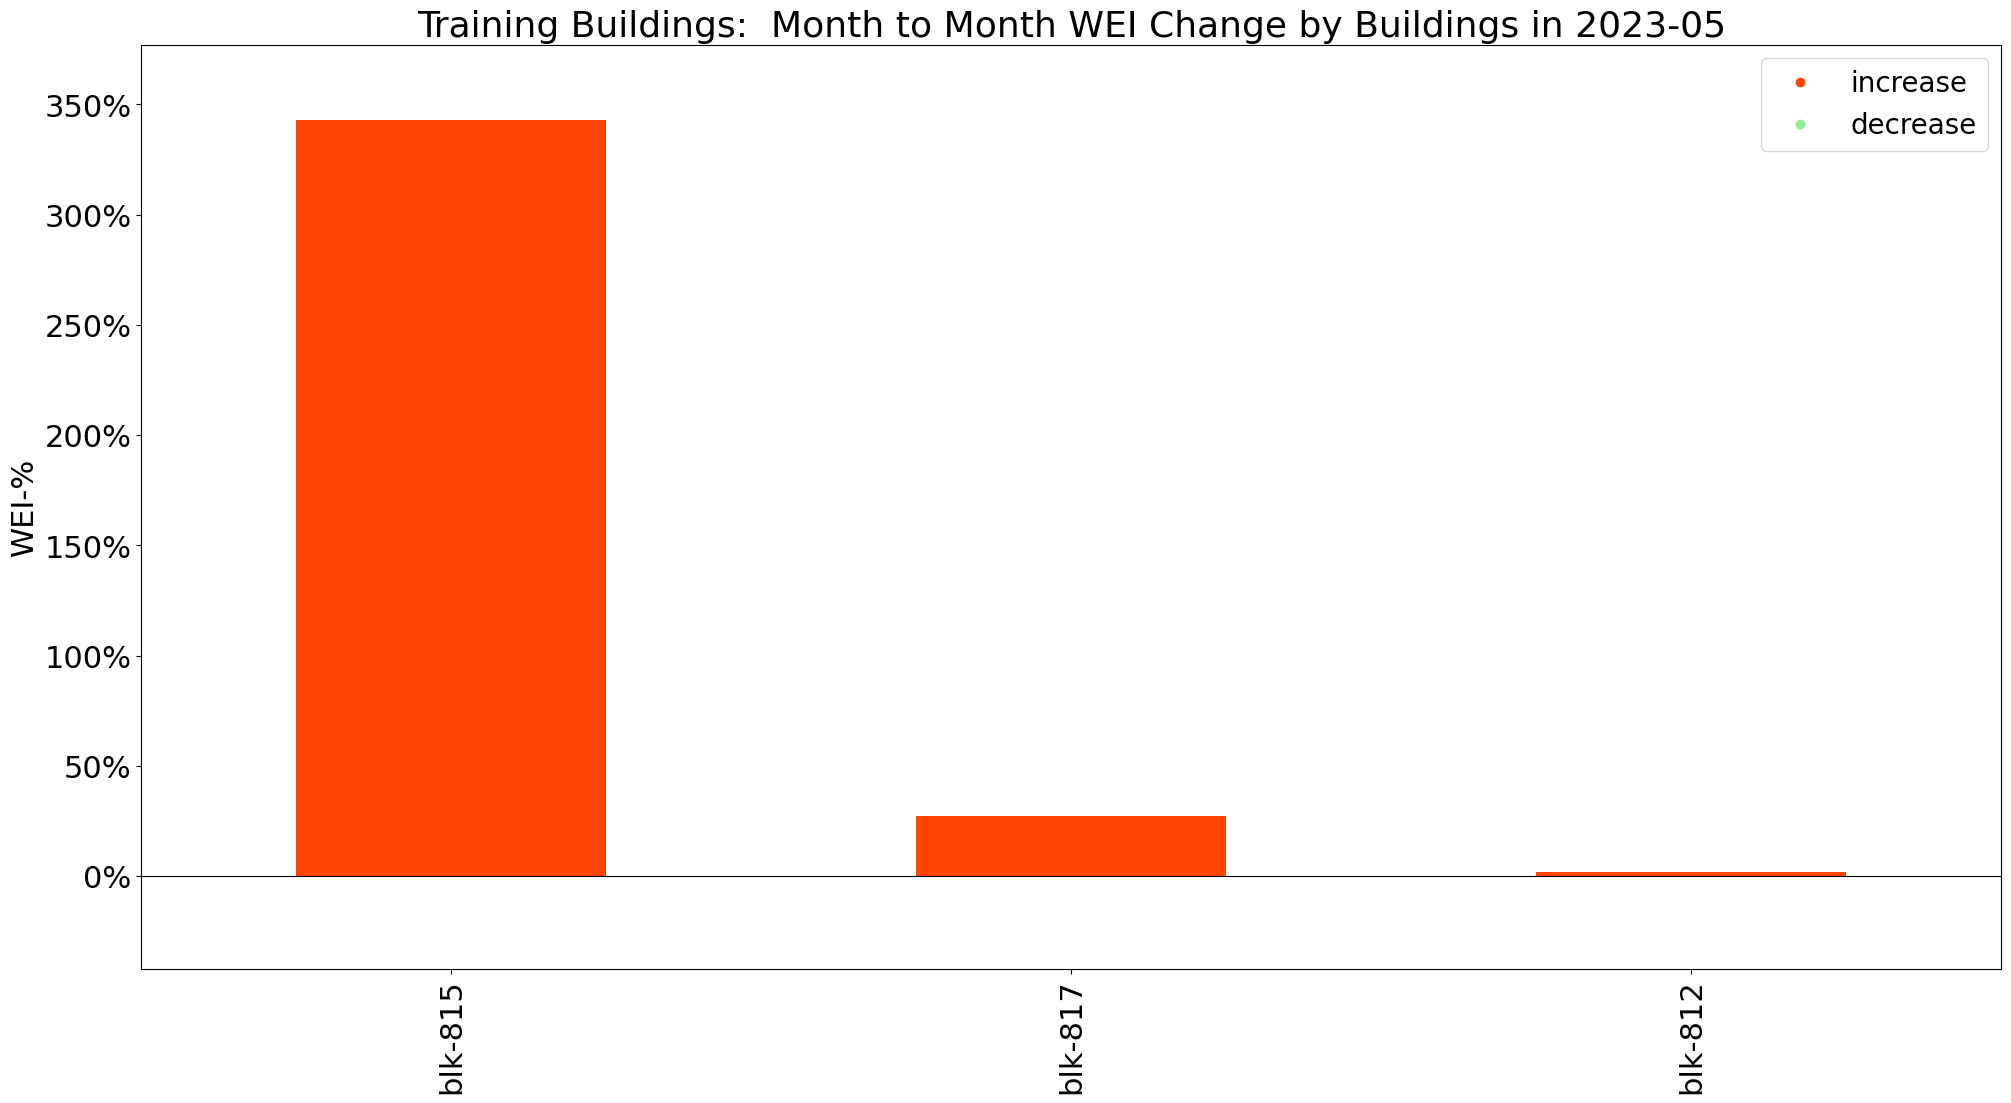 Training Buildings:  Month to Month WEI Change by Buildings in 2023-05
increase
decrease
WEI-%
350%
300%
250%
200%
150%
100%
50%
0%
blk-815
blk-817
blk-812